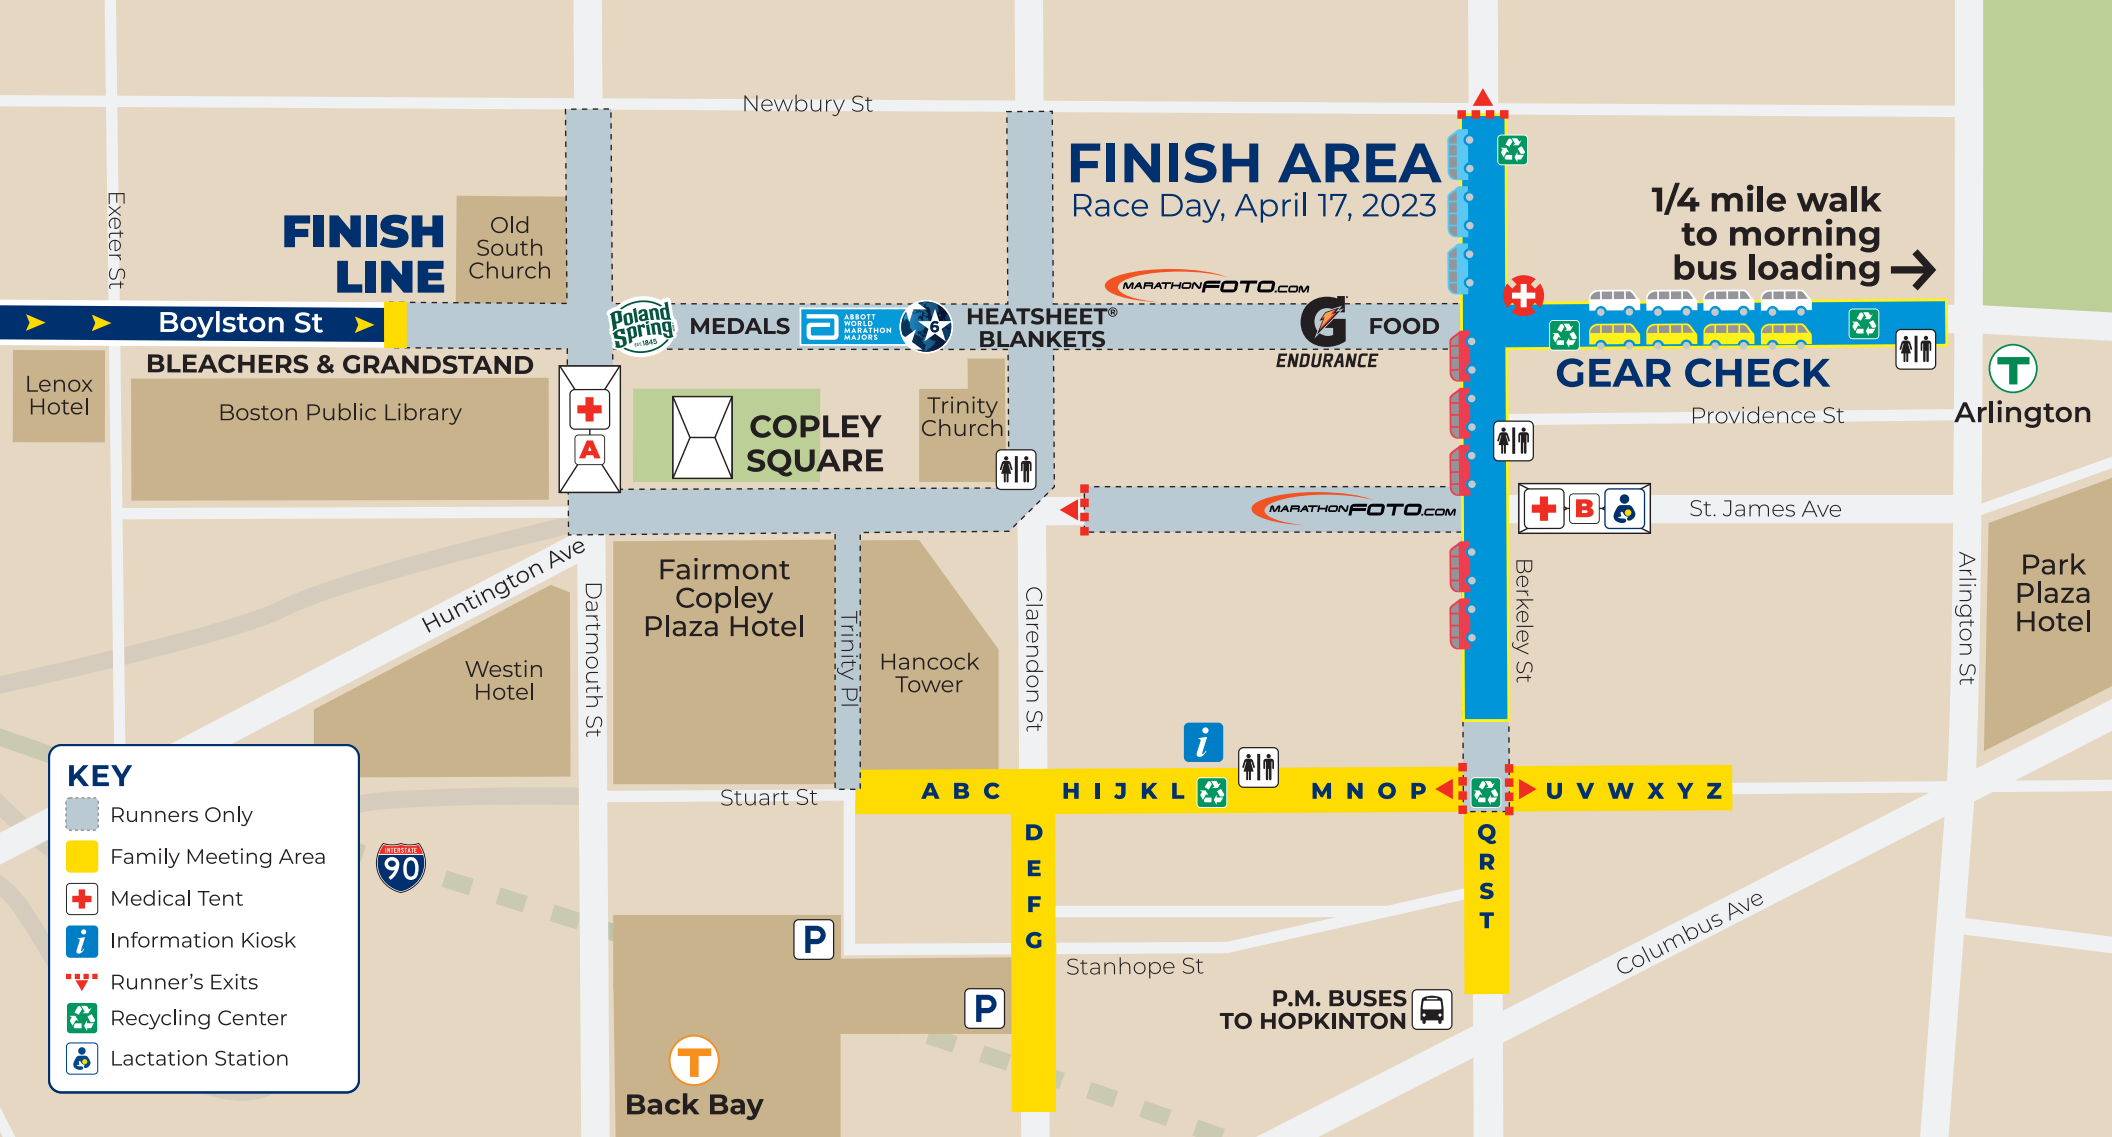 Newbury St
FINISH AREA
Race Day, April 17, 2023
1/4 mile walk
to morning
bus loading
Exeter St
FINISH
LINE
Old
South
Church
Boylston St
BLEACHERS & GRANDSTAND
Poland
Spring
EST. 1845
MEDALS
ABBOTT
WORLD
MARATHON
MAJORS
6
HEATSHEET®
BLANKETS
MARATHONFOTO.COM
G
ENDURANCE
FOOD
GEAR CHECK
T
Arlington
Providence St
Lenox
Hotel
Boston Public Library
A
COPLEY
SQUARE
Trinity
Church
MARATHONFOTO.COM
B
St. James Ave
Huntington Ave
Dartmouth St
Fairmont
Copley
Plaza Hotel
Trinity Pl
Hancock
Tower
Clarendon St
Berkeley St
Arlington St
Park
Plaza
Hotel
Westin
Hotel
i
Stuart St
A B C
H I J K L
M N O P
U V W X Y Z
D
E
F
G
Q
R
S
T
KEY
Runners Only
Family Meeting Area
Medical Tent
i
Information Kiosk
Runner's Exits
Recycling Center
Lactation Station
INTERSTATE
90
P
P
Stanhope St
Columbus Ave
P.M. BUSES
TO HOPKINTON
T
Back Bay